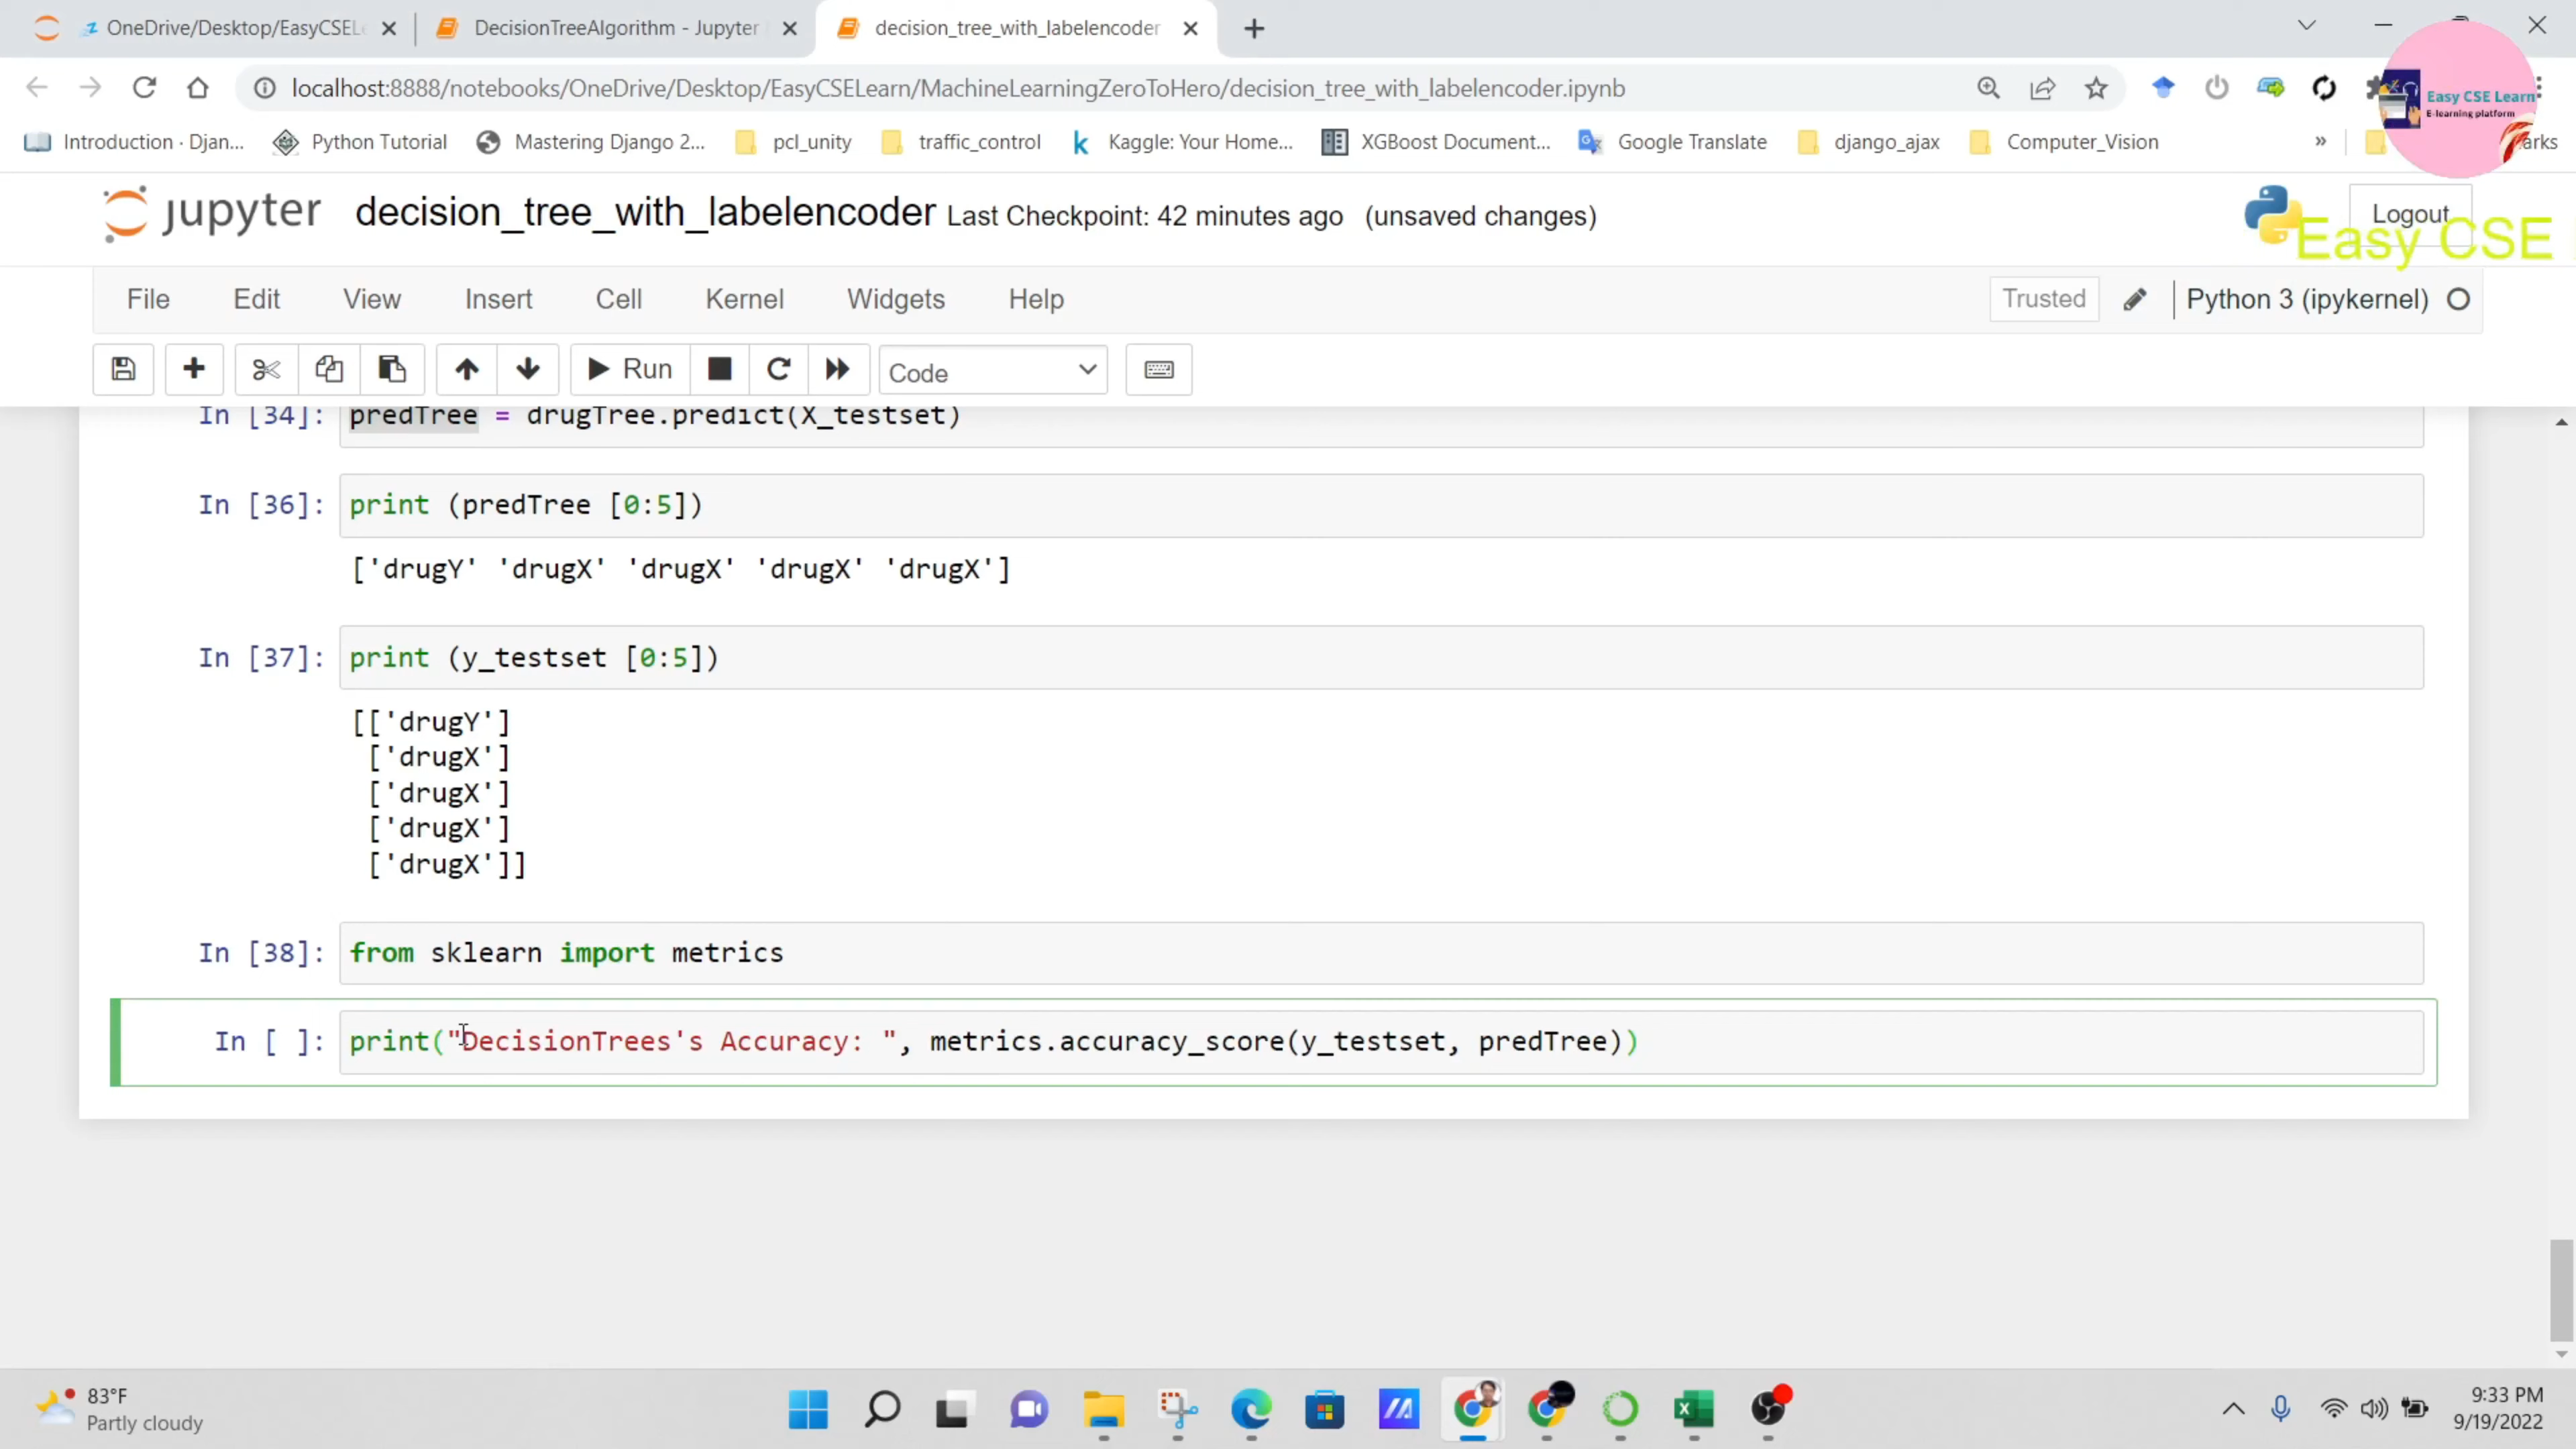 OneDrive/Desktop/EasyCSELe
DecisionTreeAlgorithm - Jupyter
decision_tree_with_labelencoder
localhost:8888/notebooks/OneDrive/Desktop/EasyCSELearn/MachineLearningZeroToHero/decision_tree_with_labelencoder.ipynb
Easy CSE Learn
E-learning platform
Introduction · Djan...
Python Tutorial
Mastering Django 2...
pcl_unity
traffic_control
Kaggle: Your Home...
XGBoost Document...
Google Translate
django_ajax
Computer_Vision
»
arks
jupyter decision_tree_with_labelencoder Last Checkpoint: 42 minutes ago (unsaved changes)
Logout
Easy CSE
File Edit View Insert Cell Kernel Widgets Help
Trusted
Python 3 (ipykernel)
Run
Code
In [34]: predTree = drugTree.predict(X_testset)
In [36]: print (predTree [0:5])
['drugY' 'drugX' 'drugX' 'drugX' 'drugX']
In [37]: print (y_testset [0:5])
[['drugY']
['drugX']
['drugX']
['drugX']
['drugX']]
In [38]: from sklearn import metrics
In [ ]: print("DecisionTrees's Accuracy: ", metrics.accuracy_score(y_testset, predTree))
83°F
Partly cloudy
9:33 PM
9/19/2022